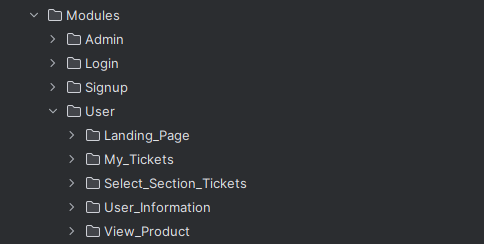 Modules
Admin
Login
Signup
User
Landing_Page
My_Tickets
Select_Section_Tickets
User_Information
View_Product